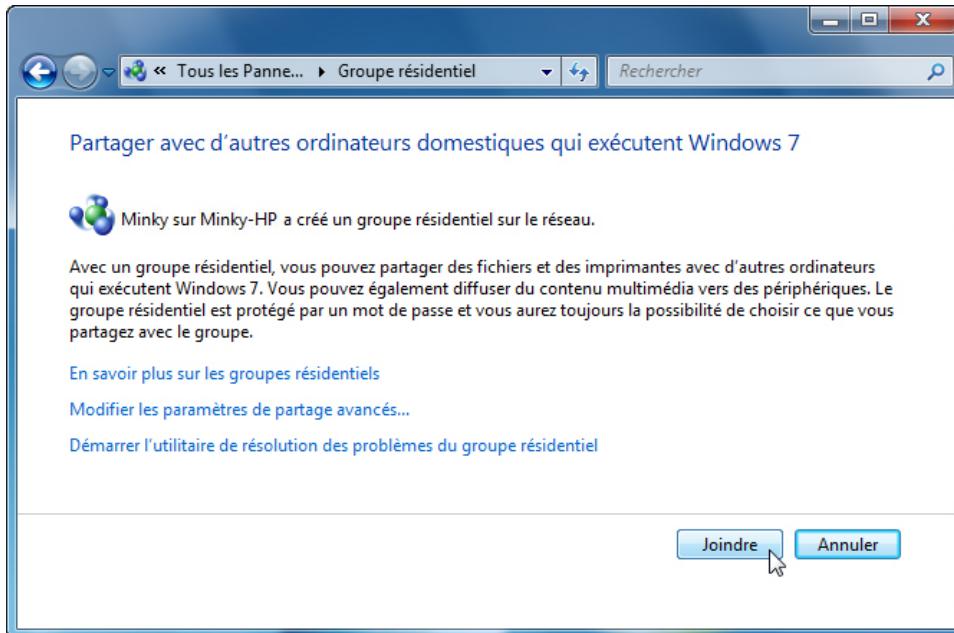 « Tous les Panne... Groupe résidentiel Rechercher
Partager avec d'autres ordinateurs domestiques qui exécutent Windows 7
Minky sur Minky-HP a créé un groupe résidentiel sur le réseau.
Avec un groupe résidentiel, vous pouvez partager des fichiers et des imprimantes avec d'autres ordinateurs
qui exécutent Windows 7. Vous pouvez également diffuser du contenu multimédia vers des périphériques. Le
groupe résidentiel est protégé par un mot de passe et vous aurez toujours la possibilité de choisir ce que vous
partagez avec le groupe.
En savoir plus sur les groupes résidentiels
Modifier les paramètres de partage avancés...
Démarrer l'utilitaire de résolution des problèmes du groupe résidentiel
Joindre Annuler